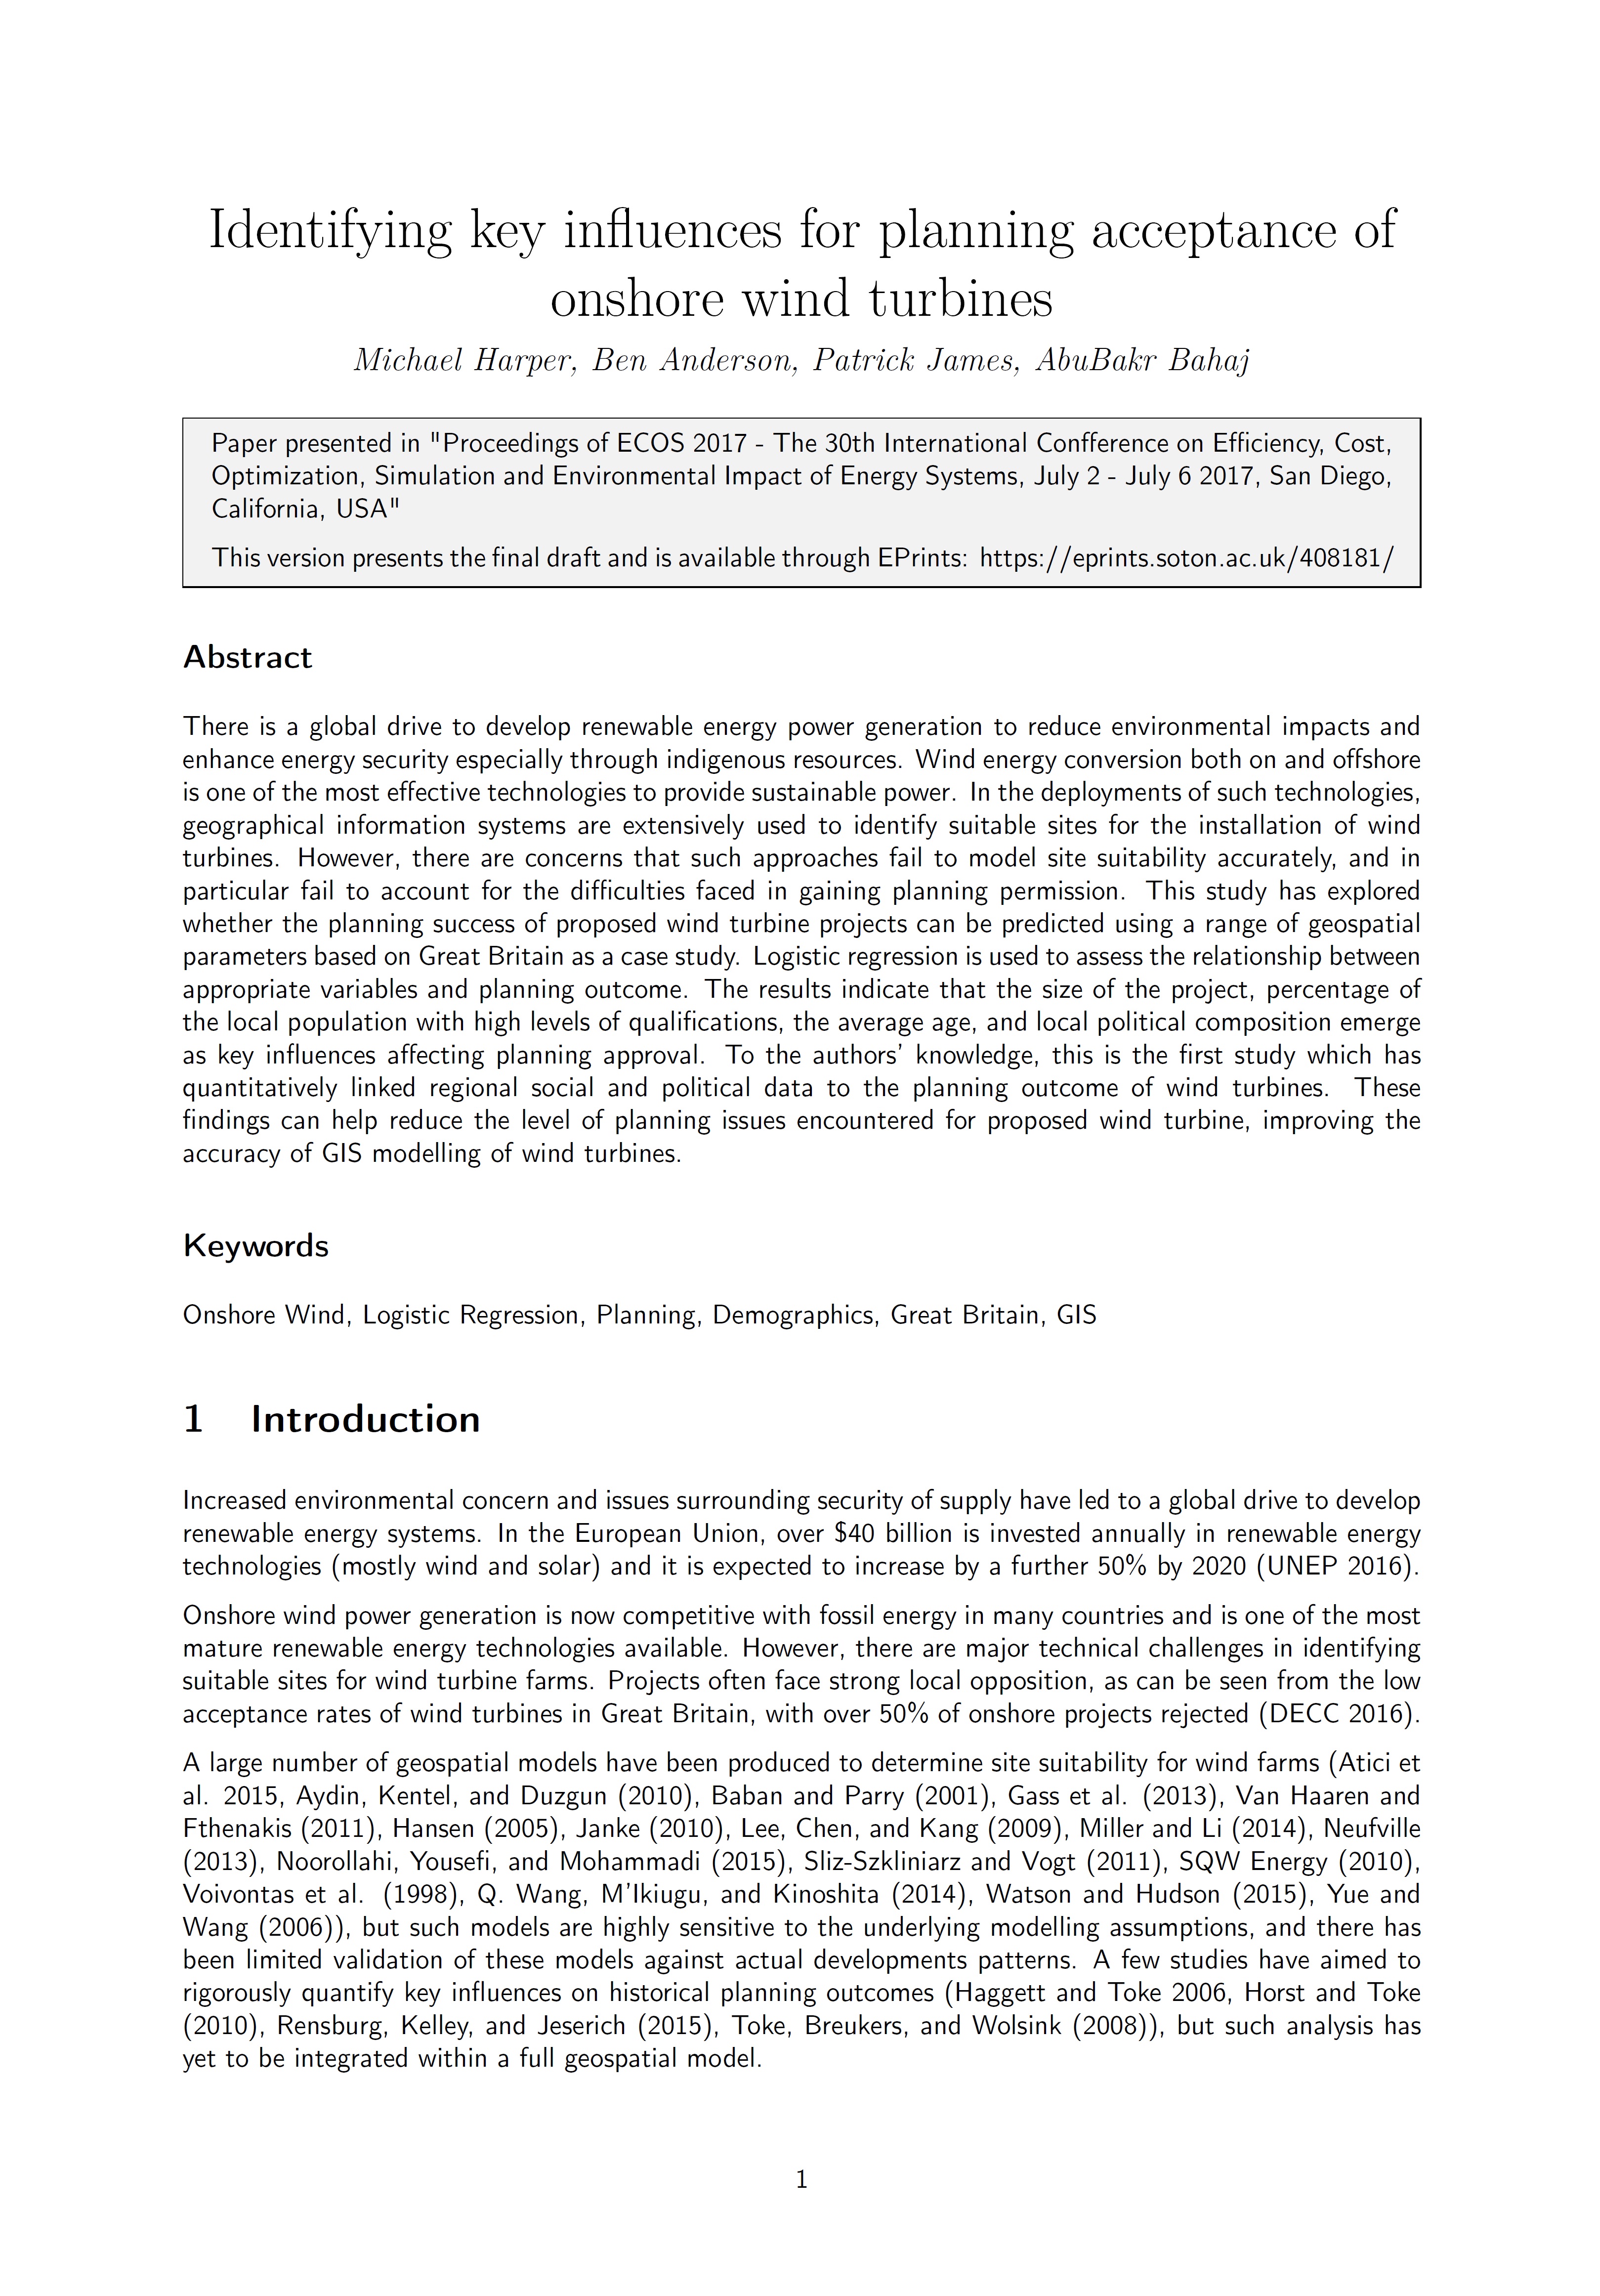 Identifying key influences for planning acceptance of
onshore wind turbines
Michael Harper, Ben Anderson, Patrick James, AbuBakr Bahaj
Paper presented in "Proceedings of ECOS 2017 - The 30th International Confference on Efficiency, Cost,
Optimization, Simulation and Environmental Impact of Energy Systems, July 2 - July 6 2017, San Diego,
California, USA"
This version presents the final draft and is available through EPrints: https://eprints.soton.ac.uk/408181/
Abstract
There is a global drive to develop renewable energy power generation to reduce environmental impacts and
enhance energy security especially through indigenous resources. Wind energy conversion both on and offshore
is one of the most effective technologies to provide sustainable power. In the deployments of such technologies,
geographical information systems are extensively used to identify suitable sites for the installation of wind
turbines. However, there are concerns that such approaches fail to model site suitability accurately, and in
particular fail to account for the difficulties faced in gaining planning permission. This study has explored
whether the planning success of proposed wind turbine projects can be predicted using a range of geospatial
parameters based on Great Britain as a case study. Logistic regression is used to assess the relationship between
appropriate variables and planning outcome. The results indicate that the size of the project, percentage of
the local population with high levels of qualifications, the average age, and local political composition emerge
as key influences affecting planning approval. To the authors' knowledge, this is the first study which has
quantitatively linked regional social and political data to the planning outcome of wind turbines. These
findings can help reduce the level of planning issues encountered for proposed wind turbine, improving the
accuracy of GIS modelling of wind turbines.
Keywords
Onshore Wind, Logistic Regression, Planning, Demographics, Great Britain, GIS
1 Introduction
Increased environmental concern and issues surrounding security of supply have led to a global drive to develop
renewable energy systems. In the European Union, over $40 billion is invested annually in renewable energy
technologies (mostly wind and solar) and it is expected to increase by a further 50% by 2020 (UNEP 2016).
Onshore wind power generation is now competitive with fossil energy in many countries and is one of the most
mature renewable energy technologies available. However, there are major technical challenges in identifying
suitable sites for wind turbine farms. Projects often face strong local opposition, as can be seen from the low
acceptance rates of wind turbines in Great Britain, with over 50% of onshore projects rejected (DECC 2016).
A large number of geospatial models have been produced to determine site suitability for wind farms (Atici et
al. 2015, Aydin, Kentel, and Duzgun (2010), Baban and Parry (2001), Gass et al. (2013), Van Haaren and
Fthenakis (2011), Hansen (2005), Janke (2010), Lee, Chen, and Kang (2009), Miller and Li (2014), Neufville
(2013), Noorollahi, Yousefi, and Mohammadi (2015), Sliz-Szkliniarz and Vogt (2011), SQW Energy (2010),
Voivontas et al. (1998), Q. Wang, M'Ikiugu, and Kinoshita (2014), Watson and Hudson (2015), Yue and
Wang (2006)), but such models are highly sensitive to the underlying modelling assumptions, and there has
been limited validation of these models against actual developments patterns. A few studies have aimed to
rigorously quantify key influences on historical planning outcomes (Haggett and Toke 2006, Horst and Toke
(2010), Rensburg, Kelley, and Jeserich (2015), Toke, Breukers, and Wolsink (2008)), but such analysis has
yet to be integrated within a full geospatial model.
1